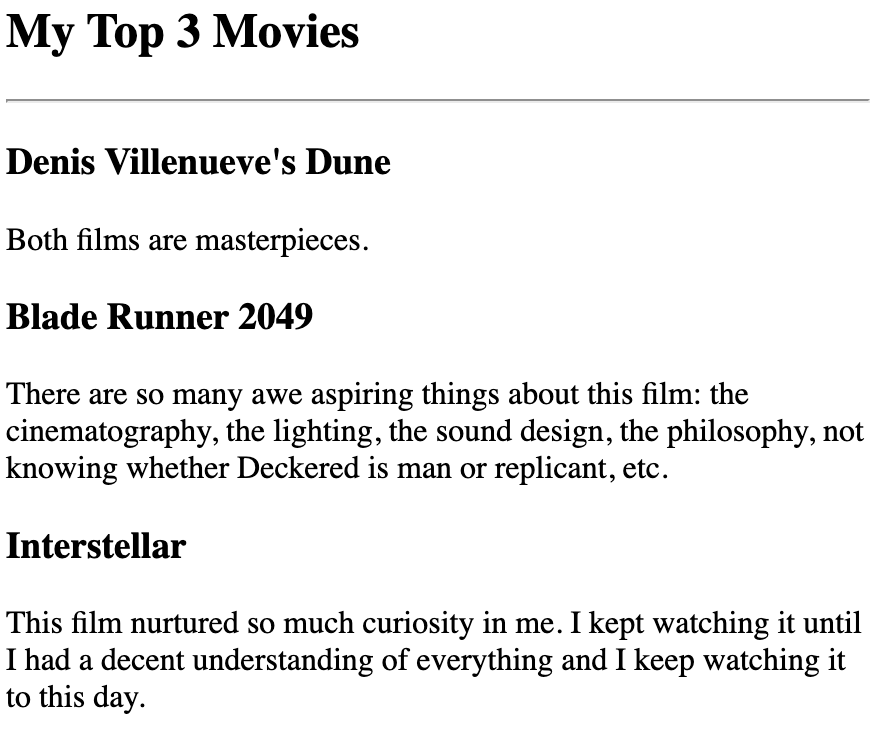 My Top 3 Movies
Denis Villenueve's Dune
Both films are masterpieces.
Blade Runner 2049
There are so many awe aspiring things about this film: the
cinematography, the lighting, the sound design, the philosophy, not
knowing whether Deckered is man or replicant, etc.
Interstellar
This film nurtured so much curiosity in me. I kept watching it until
I had a decent understanding of everything and I keep watching it
to this day.